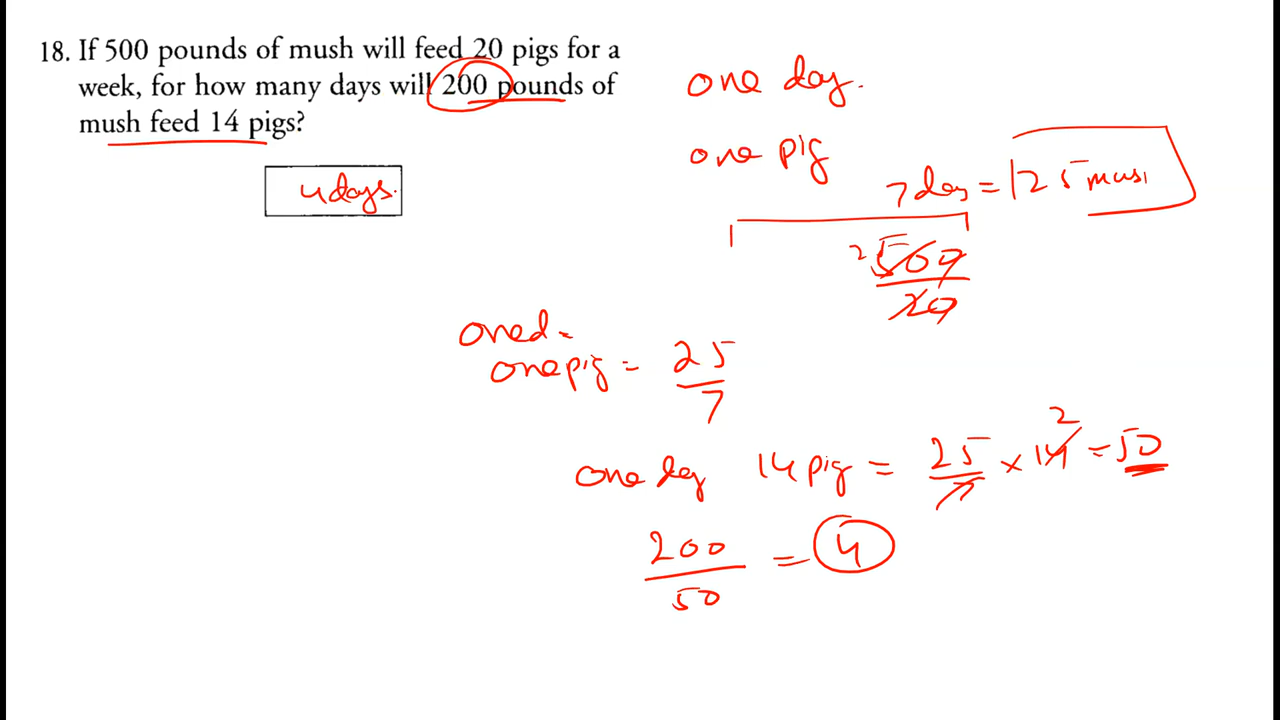 18. If 500 pounds of mush will feed 20 pigs for a
week, for how many days will 200 pounds of
mush feed 14 pigs?
4 days.
one day.
one pig
7 day = 125 mus
2 500
20
one d =
one pig = 25
7
one day 14 pig = 25 × 14 2 = 50
7
200 = 4
50